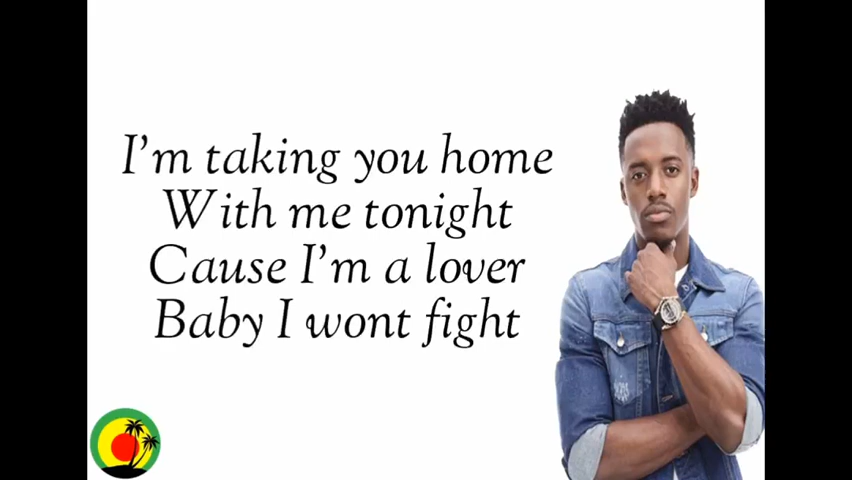 I'm taking you home
With me tonight
Cause I'm a lover
Baby I wont fight